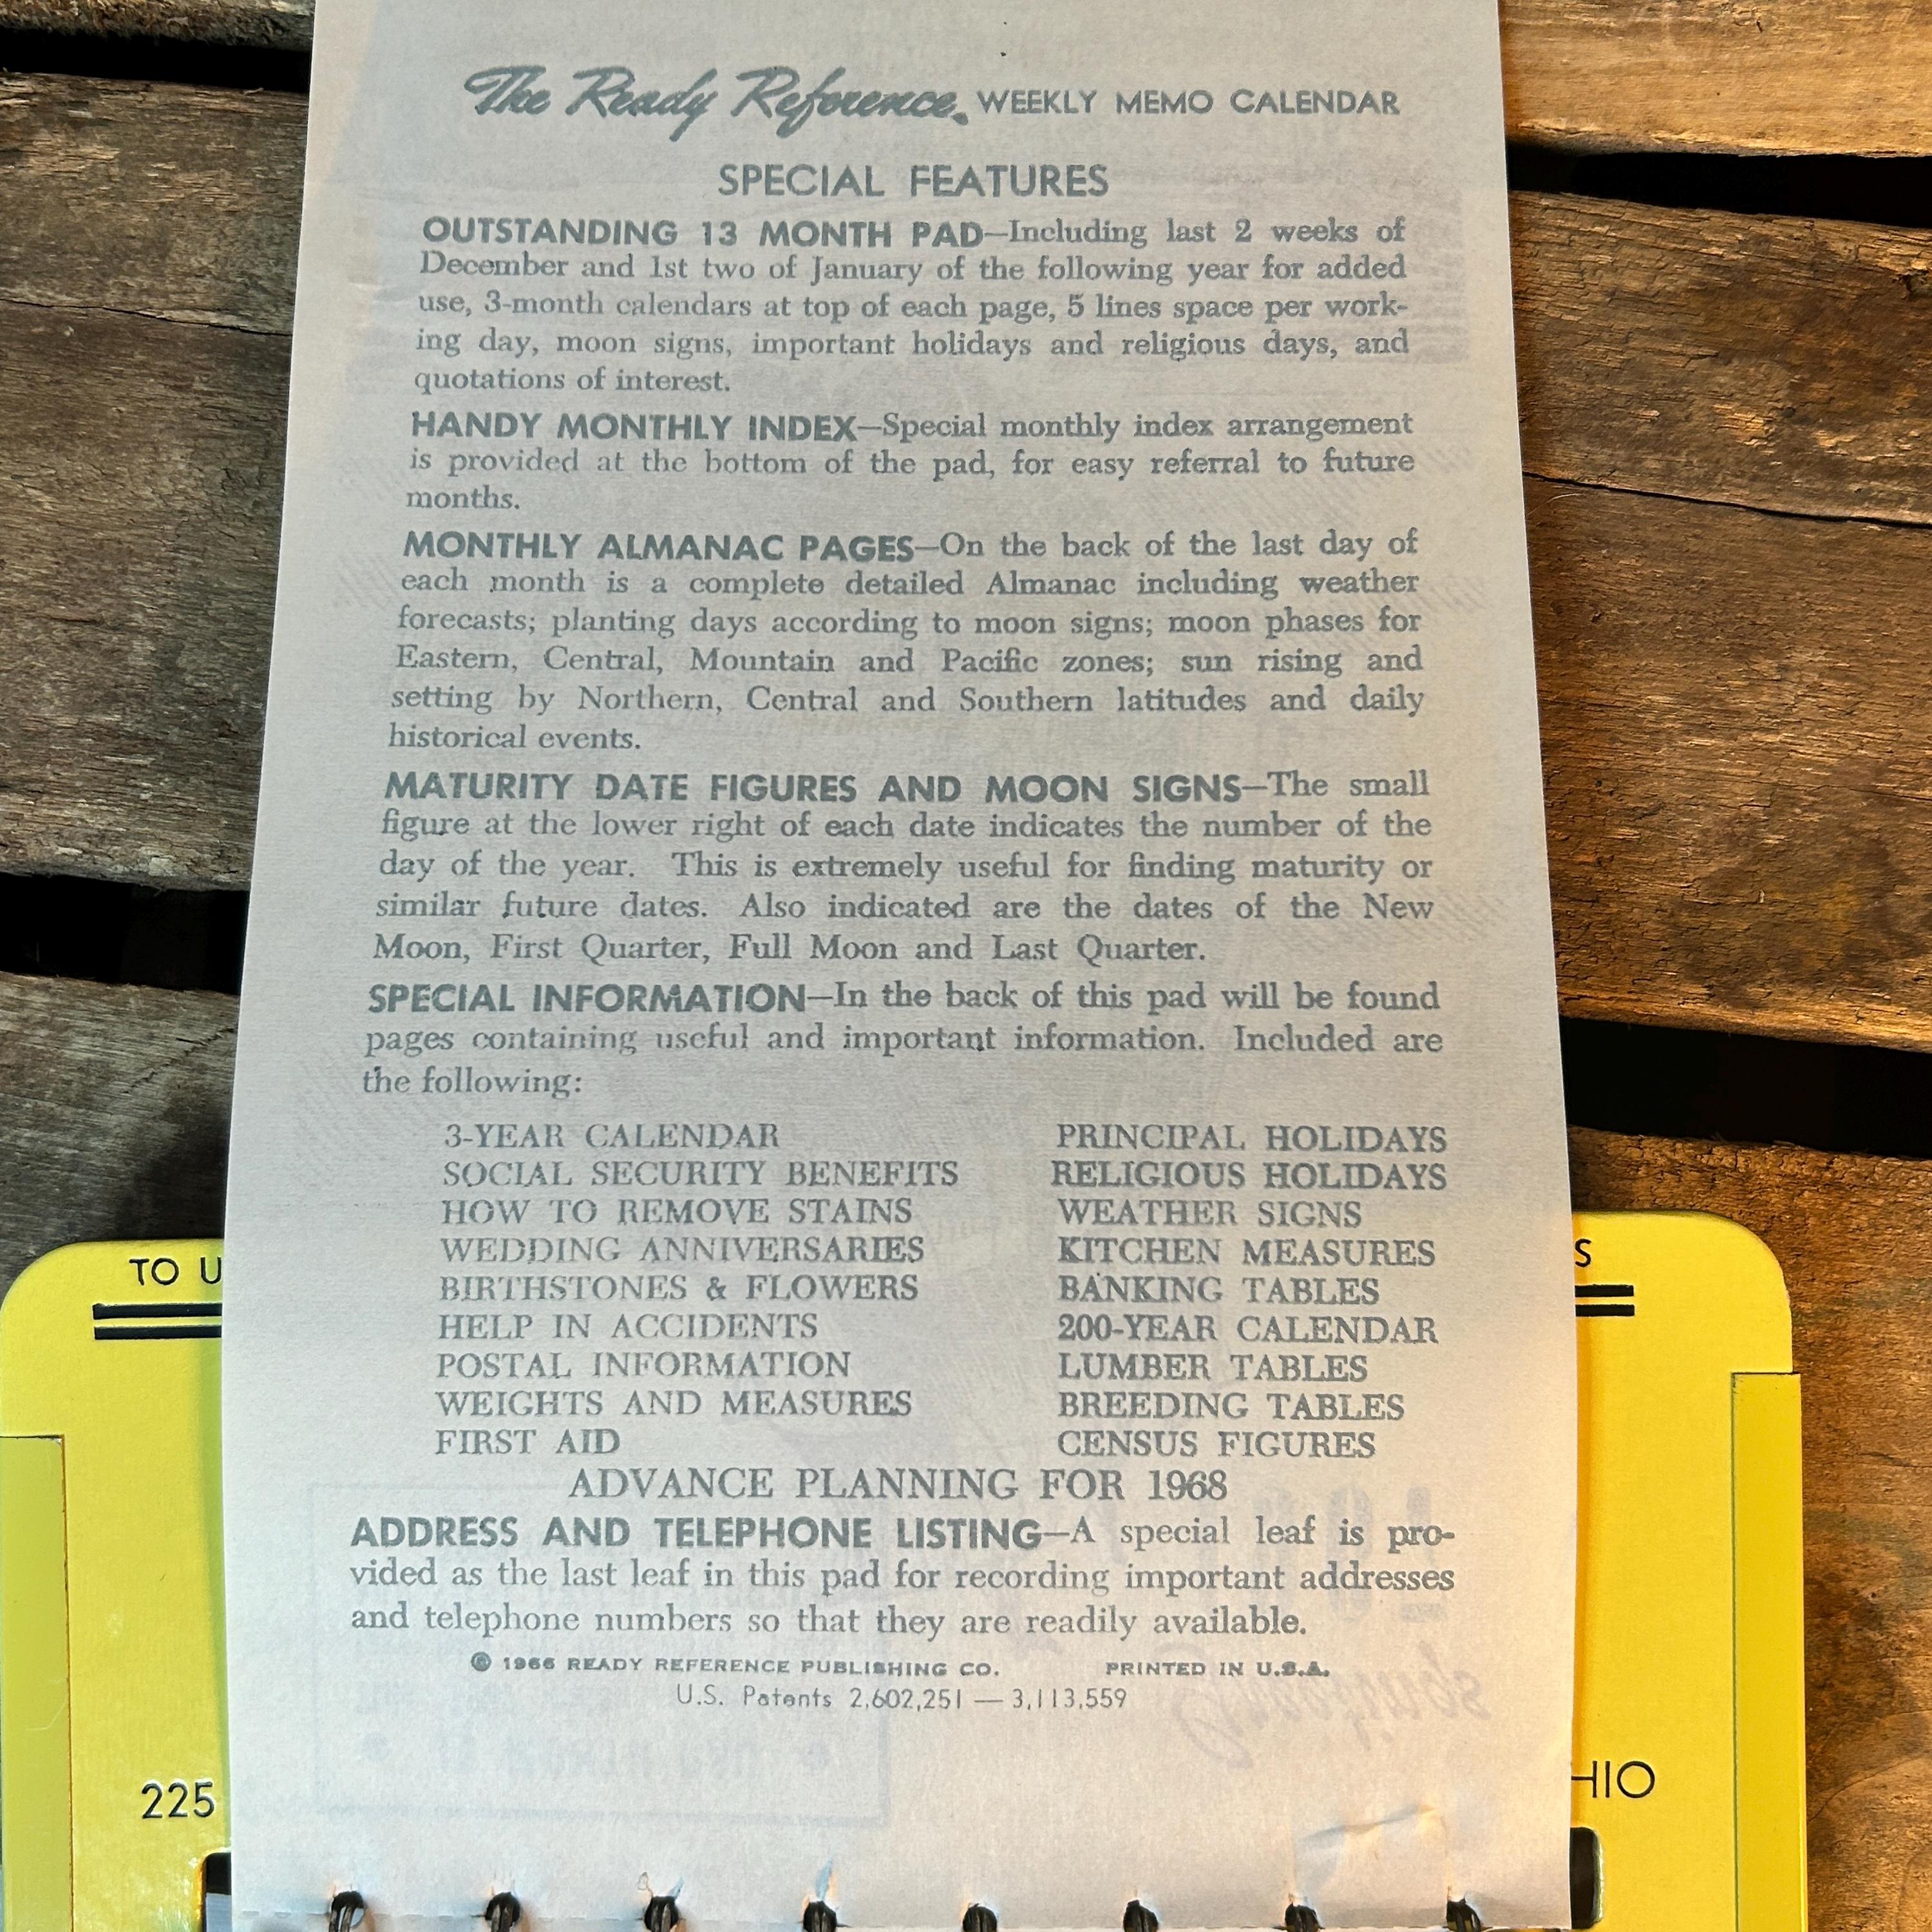 The Ready Reference. WEEKLY MEMO CALENDAR
SPECIAL FEATURES
OUTSTANDING 13 MONTH PAD—Including last 2 weeks of
December and 1st two of January of the following year for added
use, 3-month calendars at top of each page, 5 lines space per work-
ing day, moon signs, important holidays and religious days, and
quotations of interest.
HANDY MONTHLY INDEX—Special monthly index arrangement
is provided at the bottom of the pad, for easy referral to future
months.
MONTHLY ALMANAC PAGES—On the back of the last day of
each month is a complete detailed Almanac including weather
forecasts; planting days according to moon signs; moon phases for
Eastern, Central, Mountain and Pacific zones; sun rising and
setting by Northern, Central and Southern latitudes and daily
historical events.
MATURITY DATE FIGURES AND MOON SIGNS—The small
figure at the lower right of each date indicates the number of the
day of the year. This is extremely useful for finding maturity or
similar future dates. Also indicated are the dates of the New
Moon, First Quarter, Full Moon and Last Quarter.
SPECIAL INFORMATION—In the back of this pad will be found
pages containing useful and important information. Included are
the following:
3-YEAR CALENDAR
SOCIAL SECURITY BENEFITS
HOW TO REMOVE STAINS
WEDDING ANNIVERSARIES
BIRTHSTONES & FLOWERS
HELP IN ACCIDENTS
POSTAL INFORMATION
WEIGHTS AND MEASURES
FIRST AID
PRINCIPAL HOLIDAYS
RELIGIOUS HOLIDAYS
WEATHER SIGNS
KITCHEN MEASURES
BANKING TABLES
200-YEAR CALENDAR
LUMBER TABLES
BREEDING TABLES
CENSUS FIGURES
ADVANCE PLANNING FOR 1968
ADDRESS AND TELEPHONE LISTING—A special leaf is pro-
vided as the last leaf in this pad for recording important addresses
and telephone numbers so that they are readily available.
© 1966 READY REFERENCE PUBLISHING CO. PRINTED IN U.S.A.
U.S. Patents 2,602,251 — 3,113,559
TO U
S
225
HIO